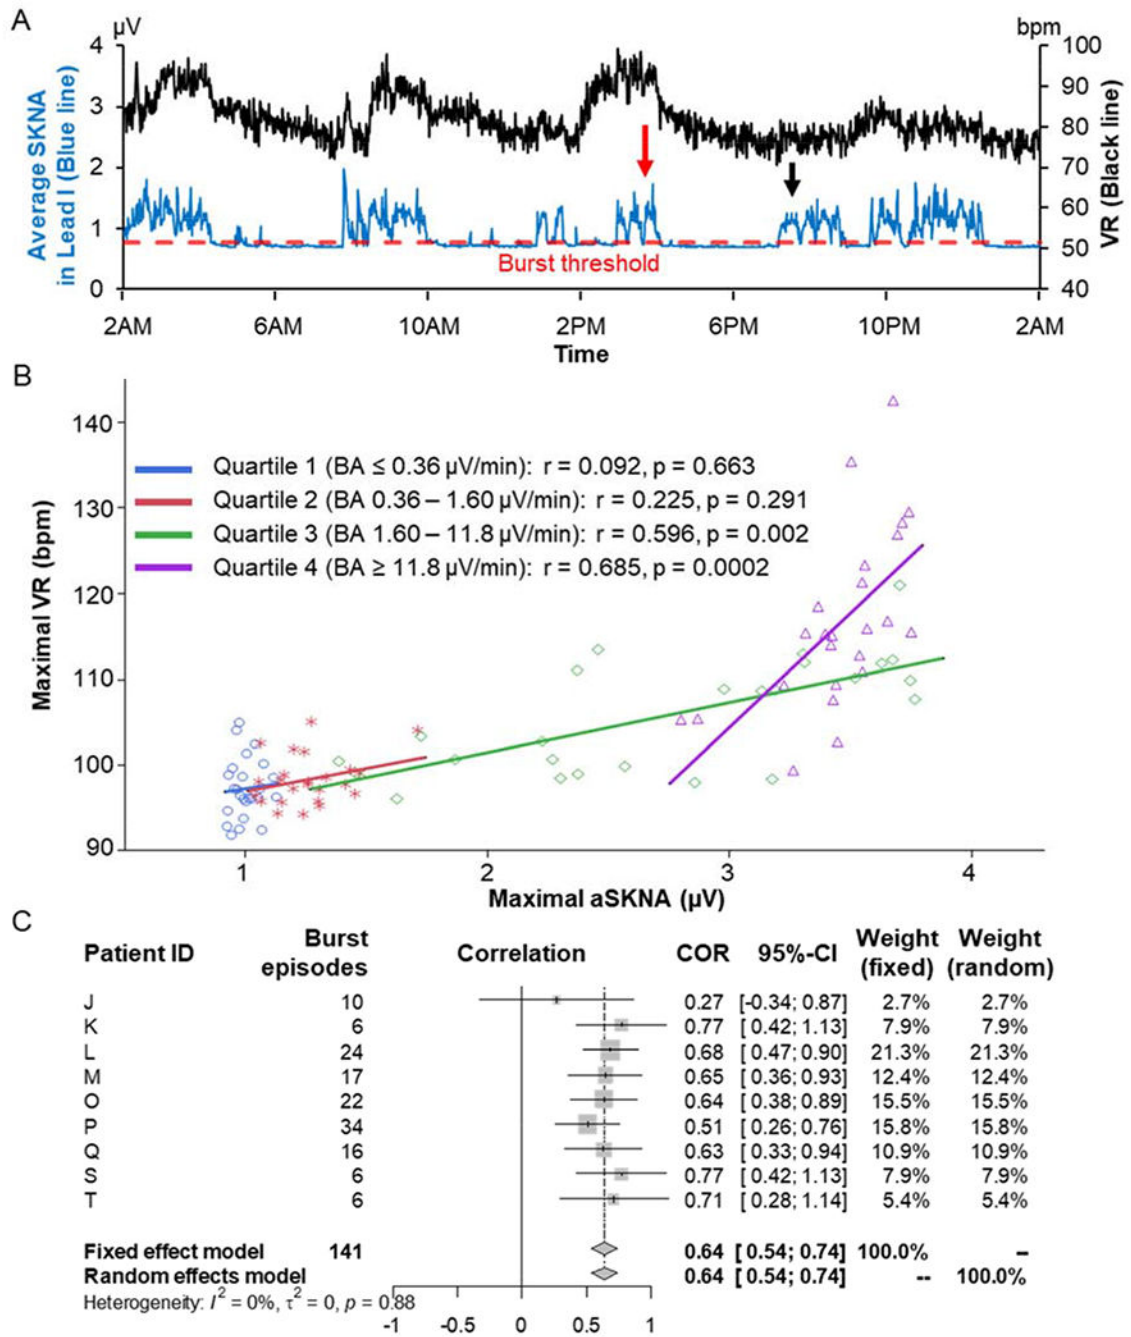 A
µV
bpm
4
3
2
1
0
Average SKNA
in Lead I (Blue line)
100
90
80
70
60
50
40
VR (Black line)
Burst threshold
2AM 6AM 10AM 2PM 6PM 10PM 2AM
Time
B
140
130
120
110
100
90
Maximal VR (bpm)
Quartile 1 (BA ≤ 0.36 µV/min): r = 0.092, p = 0.663
Quartile 2 (BA 0.36 – 1.60 µV/min): r = 0.225, p = 0.291
Quartile 3 (BA 1.60 – 11.8 µV/min): r = 0.596, p = 0.002
Quartile 4 (BA ≥ 11.8 µV/min): r = 0.685, p = 0.0002
1 2 3 4
Maximal aSKNA (µV)
C
Patient ID Burst episodes Correlation COR 95%-CI Weight (fixed) Weight (random)
J 10 0.27 [-0.34; 0.87] 2.7% 2.7%
K 6 0.77 [ 0.42; 1.13] 7.9% 7.9%
L 24 0.68 [ 0.47; 0.90] 21.3% 21.3%
M 17 0.65 [ 0.36; 0.93] 12.4% 12.4%
O 22 0.64 [ 0.38; 0.89] 15.5% 15.5%
P 34 0.51 [ 0.26; 0.76] 15.8% 15.8%
Q 16 0.63 [ 0.33; 0.94] 10.9% 10.9%
S 6 0.77 [ 0.42; 1.13] 7.9% 7.9%
T 6 0.71 [ 0.28; 1.14] 5.4% 5.4%
Fixed effect model 141 0.64 [ 0.54; 0.74] 100.0% –
Random effects model 0.64 [ 0.54; 0.74] -- 100.0%
Heterogeneity: I² = 0%, τ² = 0, p = 0.88
-1 -0.5 0 0.5 1